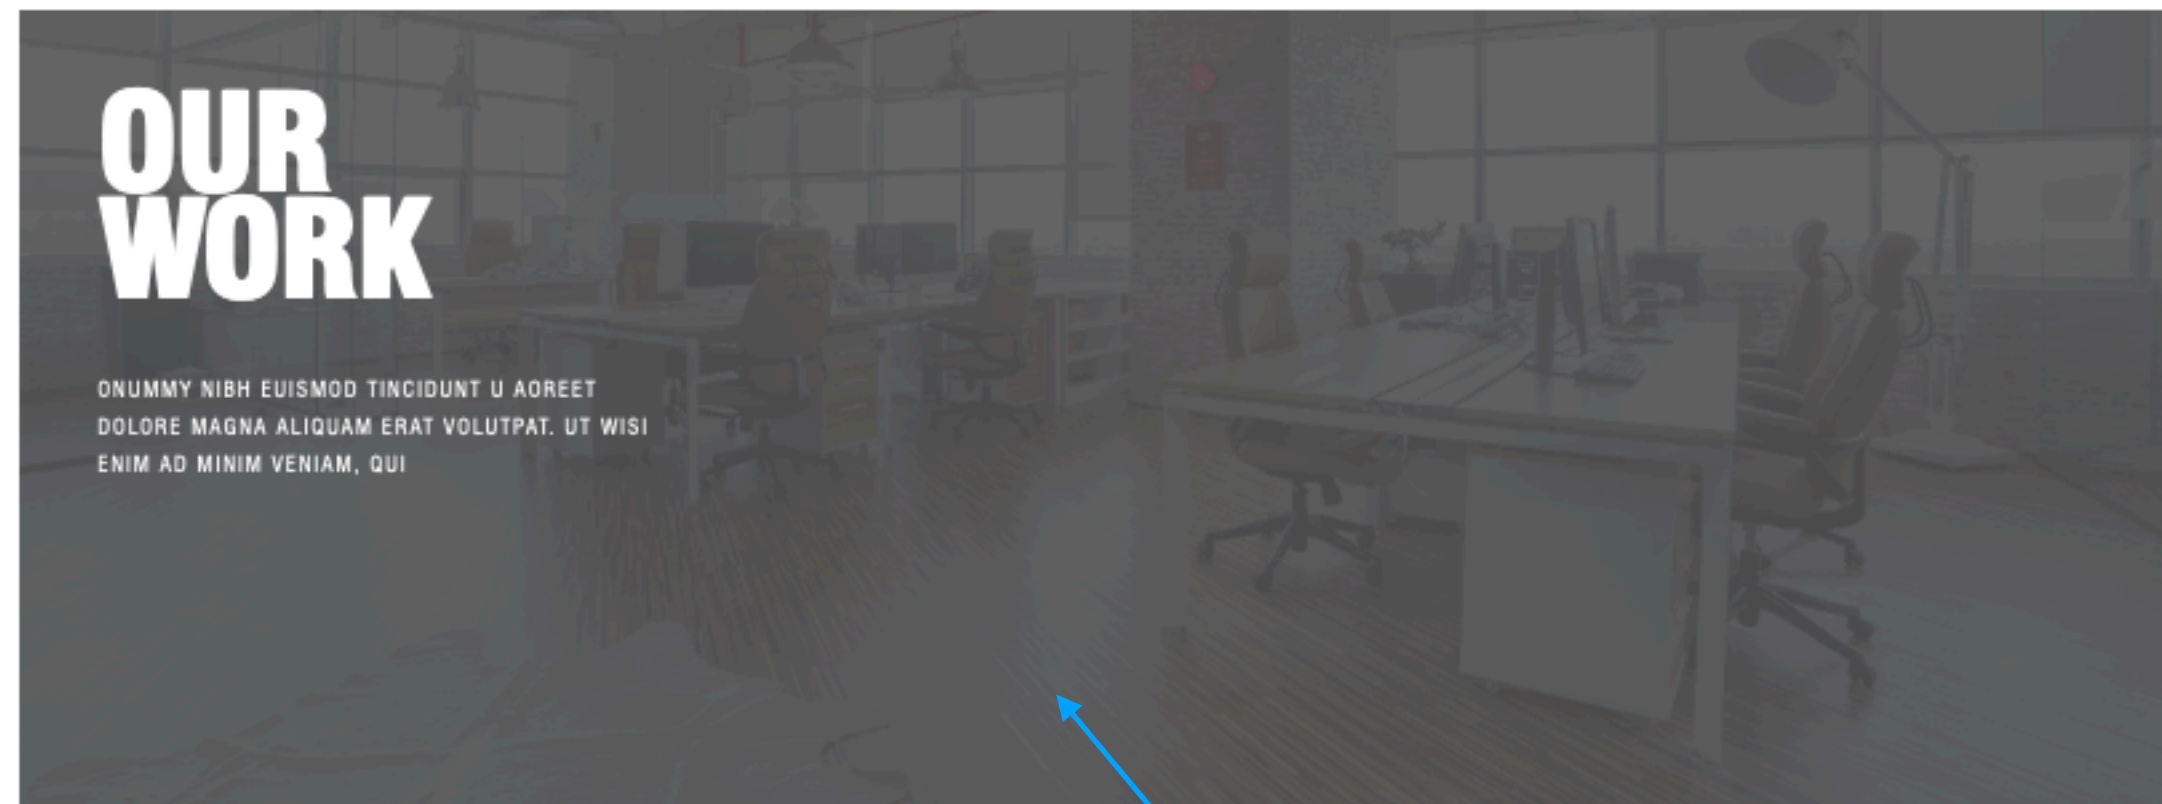 OUR
WORK
ONUMMY NIBH EUISMOD TINCIDUNT U AOREET
DOLORE MAGNA ALIQUAM ERAT VOLUTPAT. UT WISI
ENIM AD MINIM VENIAM, QUI